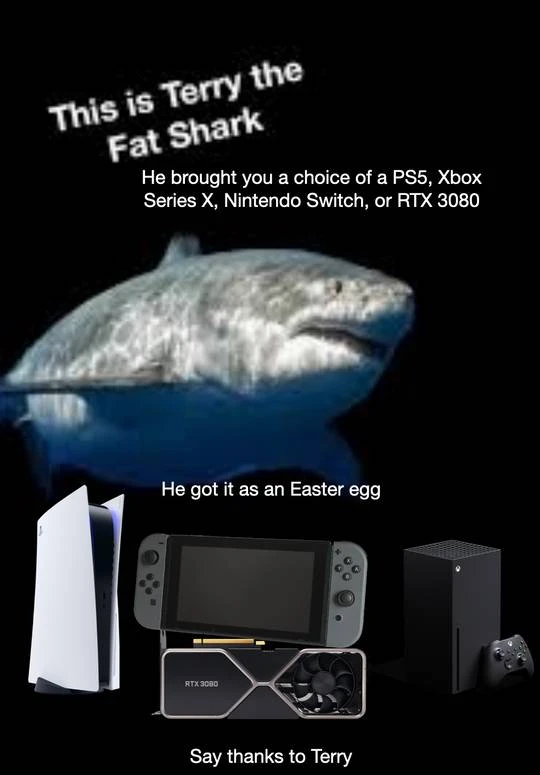 This is Terry the
Fat Shark
He brought you a choice of a PS5, Xbox
Series X, Nintendo Switch, or RTX 3080
He got it as an Easter egg
RTX 3080
Say thanks to Terry